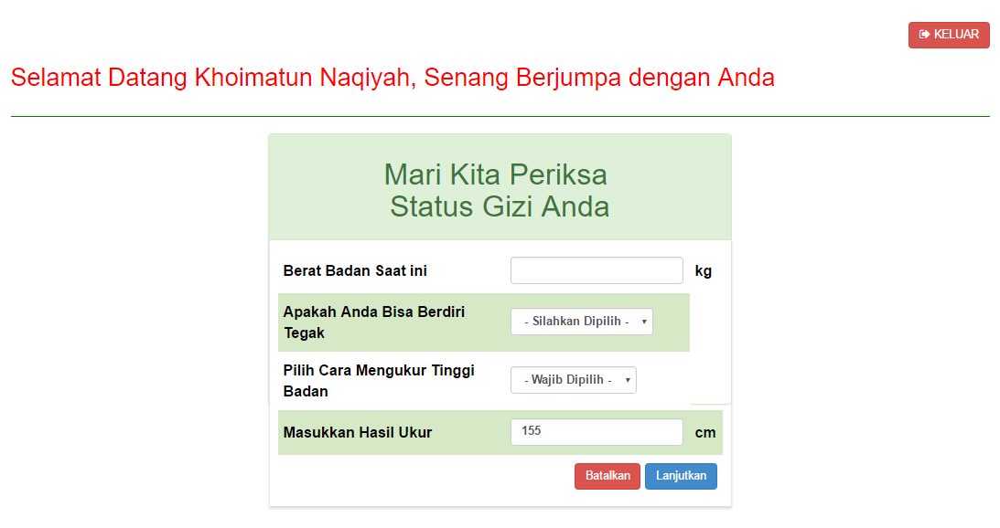 KELUAR
Selamat Datang Khoimatun Naqiyah, Senang Berjumpa dengan Anda
Mari Kita Periksa
Status Gizi Anda
Berat Badan Saat ini kg
Apakah Anda Bisa Berdiri
Tegak
- Silahkan Dipilih -
Pilih Cara Mengukur Tinggi
Badan
- Wajib Dipilih -
Masukkan Hasil Ukur 155 cm
Batalkan Lanjutkan